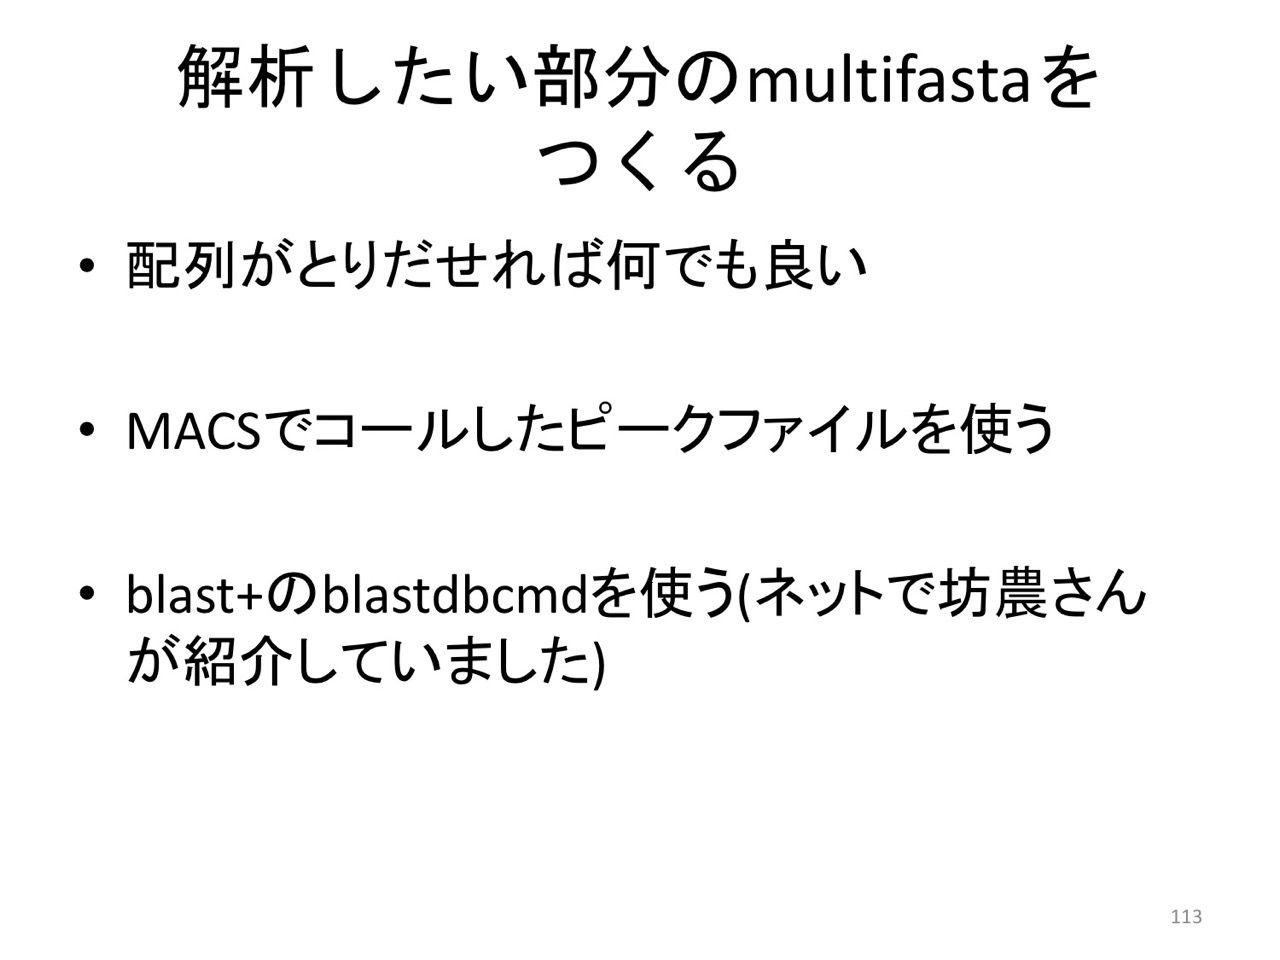 解析したい部分のmultifastaを
つくる
• 配列がとりだせれば何でも良い
• MACSでコールしたピークファイルを使う
• blast+のblastdbcmdを使う(ネットで坊農さん
が紹介していました)
113